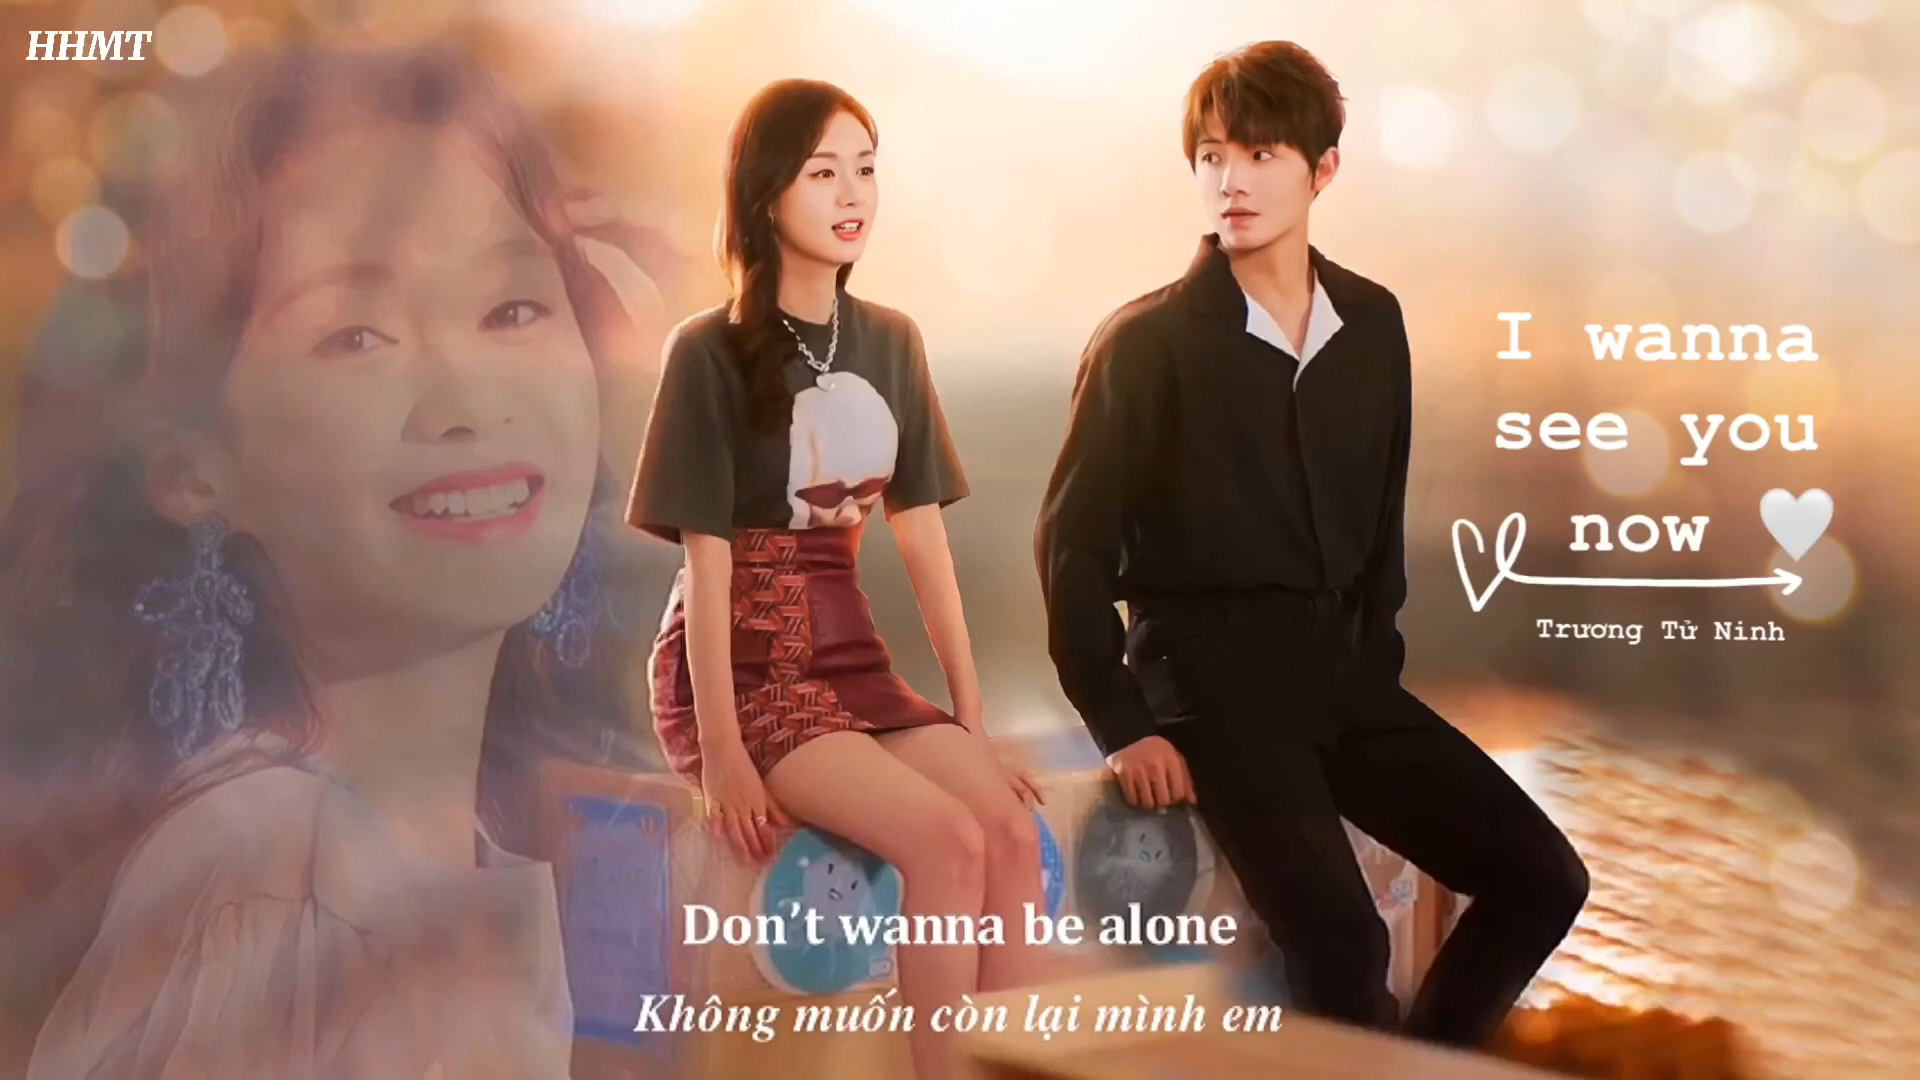 HHMT
I wanna
see you
now 🤍
Trương Tử Ninh
Don't wanna be alone
Không muốn còn lại mình em